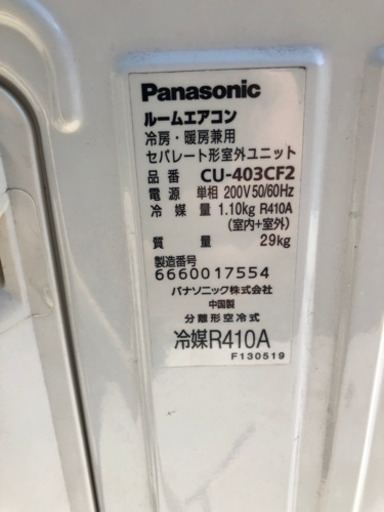 Panasonic
ルームエアコン
冷房・暖房兼用
セパレート形室外ユニット
品番 CU-403CF2
電源 単相 200V 50/60Hz
冷媒量 1.10kg R410A
(室内+室外)
質量 29kg
製造番号
6660017554
パナソニック株式会社
中国製
分離形空冷式
冷媒R410A
F130519